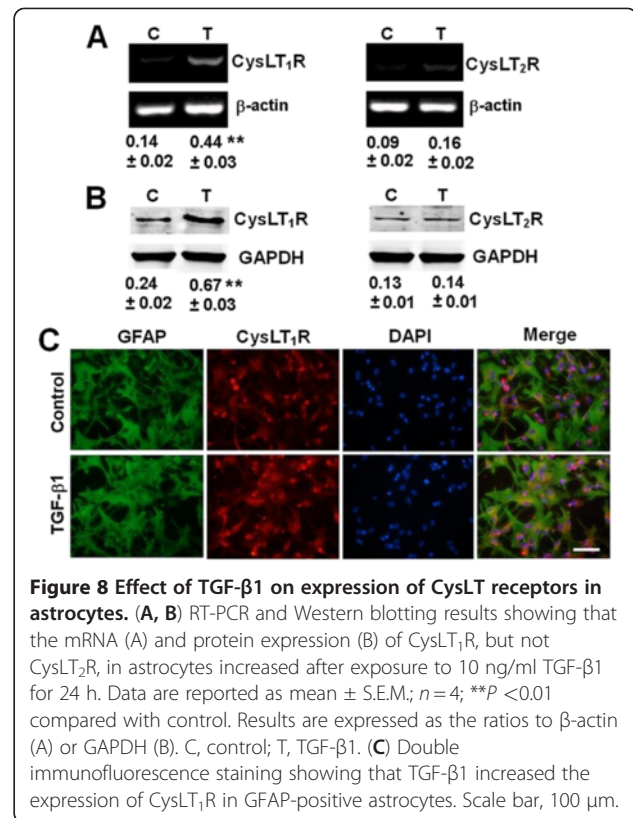 A
C T
CysLT₁R
β-actin
0.14 0.44 **
± 0.02 ± 0.03
C T
CysLT₂R
β-actin
0.09 0.16
± 0.02 ± 0.02
B
C T
CysLT₁R
GAPDH
0.24 0.67 **
± 0.02 ± 0.03
C T
CysLT₂R
GAPDH
0.13 0.14
± 0.01 ± 0.01
C
GFAP CysLT₁R DAPI Merge
Control
TGF-β1
Figure 8 Effect of TGF-β1 on expression of CysLT receptors in
astrocytes. (A, B) RT-PCR and Western blotting results showing that
the mRNA (A) and protein expression (B) of CysLT₁R, but not
CysLT₂R, in astrocytes increased after exposure to 10 ng/ml TGF-β1
for 24 h. Data are reported as mean ± S.E.M.; n = 4; **P <0.01
compared with control. Results are expressed as the ratios to β-actin
(A) or GAPDH (B). C, control; T, TGF-β1. (C) Double
immunofluorescence staining showing that TGF-β1 increased the
expression of CysLT₁R in GFAP-positive astrocytes. Scale bar, 100 μm.